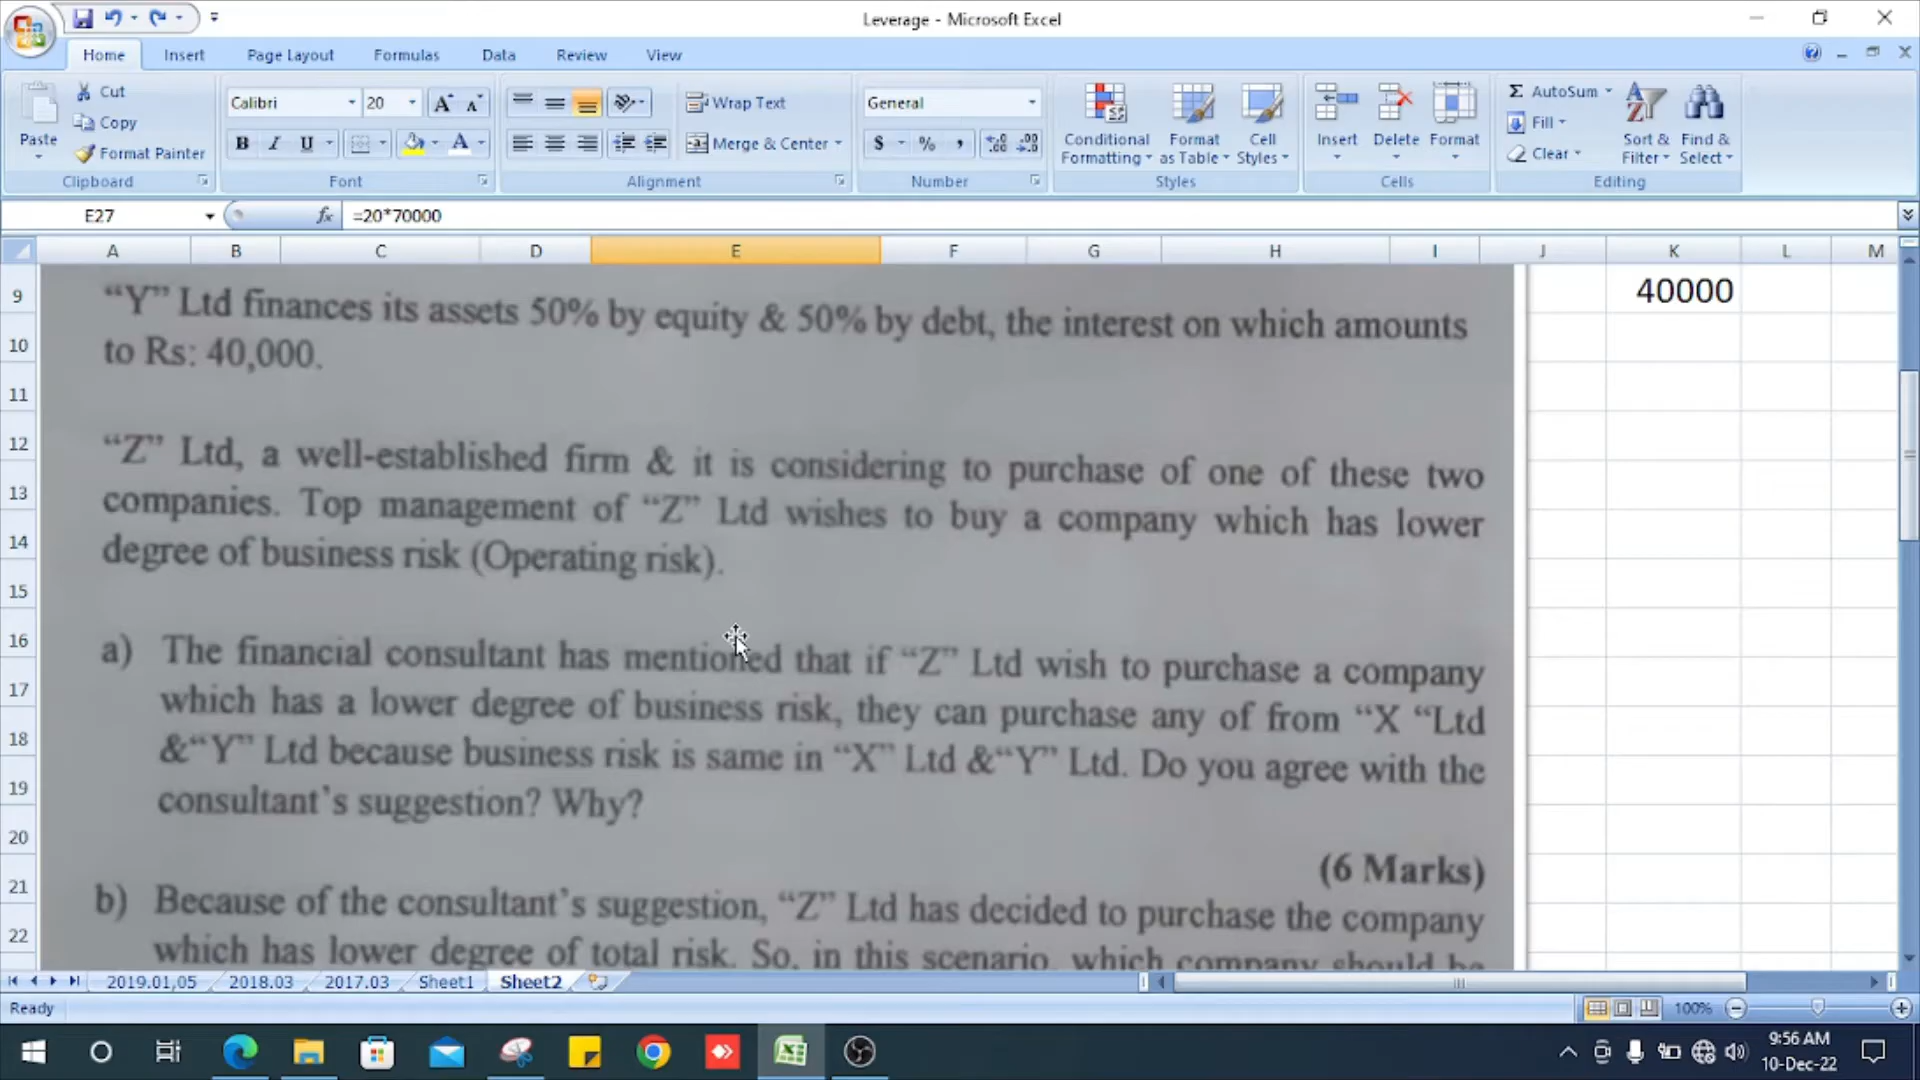 Leverage - Microsoft Excel
Home Insert Page Layout Formulas Data Review View
Paste
Cut
Copy
Format Painter
Clipboard
Calibri 20
B I U
Font
Wrap Text
Merge & Center
Alignment
General
$ % ,
Number
Conditional Formatting
Format as Table
Cell Styles
Styles
Insert Delete Format
Cells
Σ AutoSum
Fill
Clear
Sort & Filter
Find & Select
Editing
E27 fx =20*70000
A B C D E F G H I J K L M
9
10
11
12
13
14
15
16
17
18
19
20
21
22
40000
“Y” Ltd finances its assets 50% by equity & 50% by debt, the interest on which amounts
to Rs: 40,000.
“Z” Ltd, a well-established firm & it is considering to purchase of one of these two
companies. Top management of “Z” Ltd wishes to buy a company which has lower
degree of business risk (Operating risk).
a) The financial consultant has mentioned that if “Z” Ltd wish to purchase a company
which has a lower degree of business risk, they can purchase any of from “X “Ltd
&“Y” Ltd because business risk is same in “X” Ltd &“Y” Ltd. Do you agree with the
consultant’s suggestion? Why?
(6 Marks)
b) Because of the consultant’s suggestion, “Z” Ltd has decided to purchase the company
which has lower degree of total risk. So, in this scenario, which company should be
2019.01,05 2018.03 2017.03 Sheet1 Sheet2
Ready
100%
9:56 AM
10-Dec-22